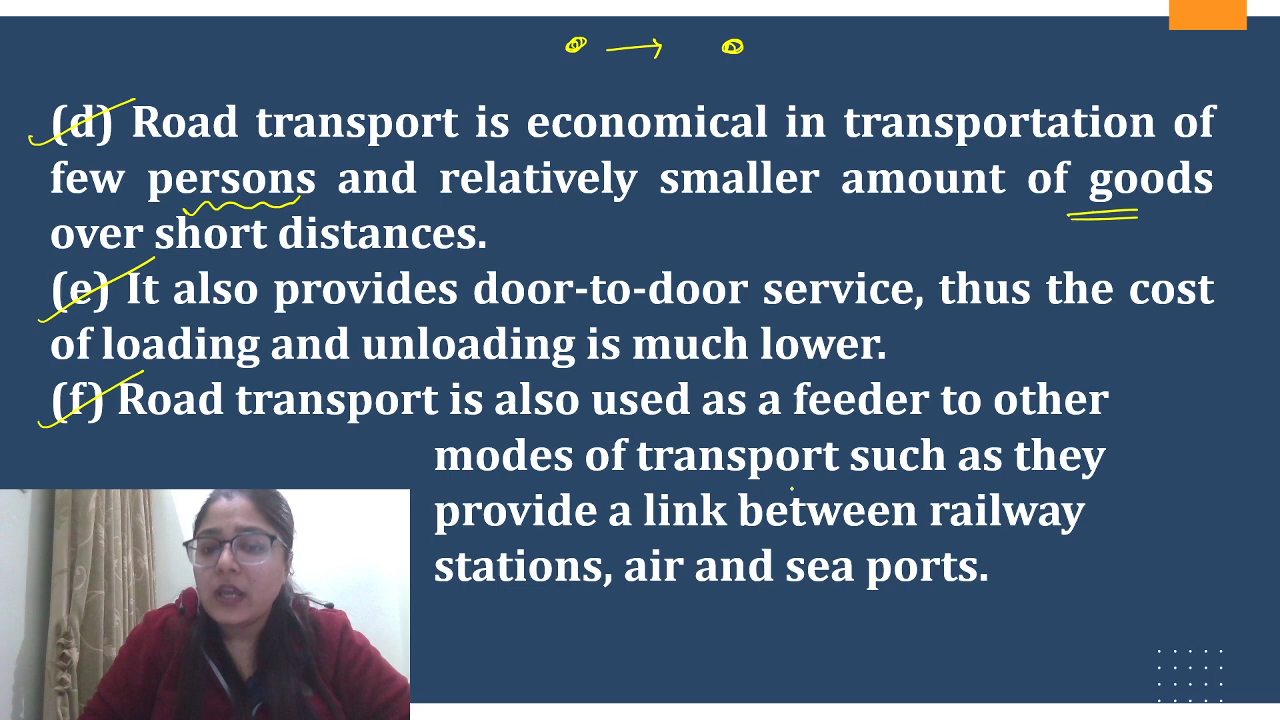 (d) Road transport is economical in transportation of
few persons and relatively smaller amount of goods
over short distances.
(e) It also provides door-to-door service, thus the cost
of loading and unloading is much lower.
(f) Road transport is also used as a feeder to other
modes of transport such as they
provide a link between railway
stations, air and sea ports.